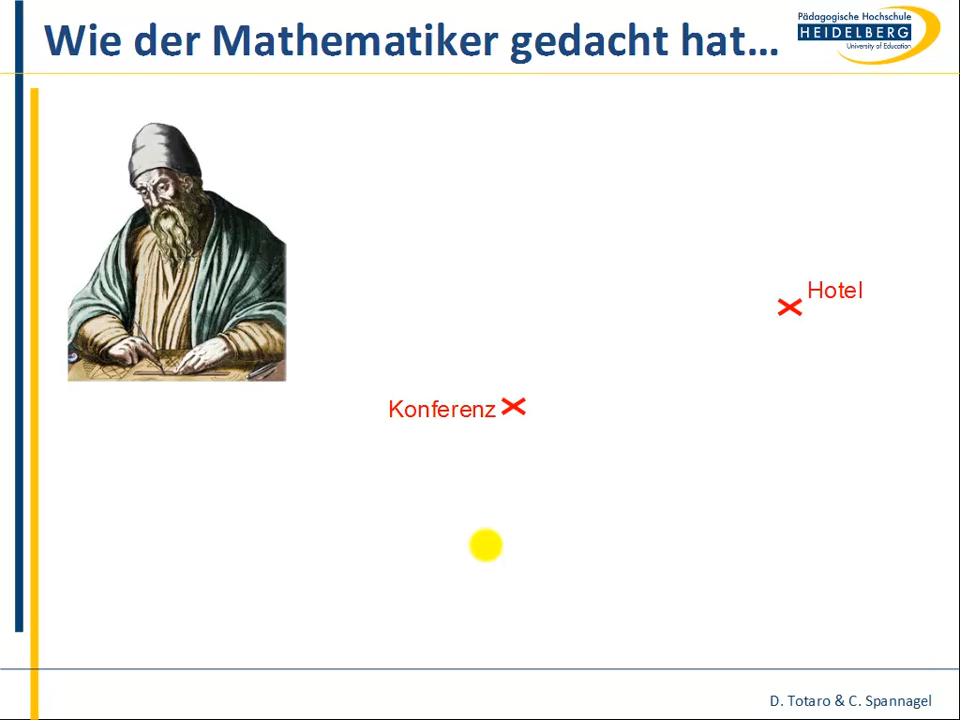 Wie der Mathematiker gedacht hat...
Pädagogische Hochschule
HEIDELBERG
University of Education
Hotel
Konferenz
D. Totaro & C. Spannagel